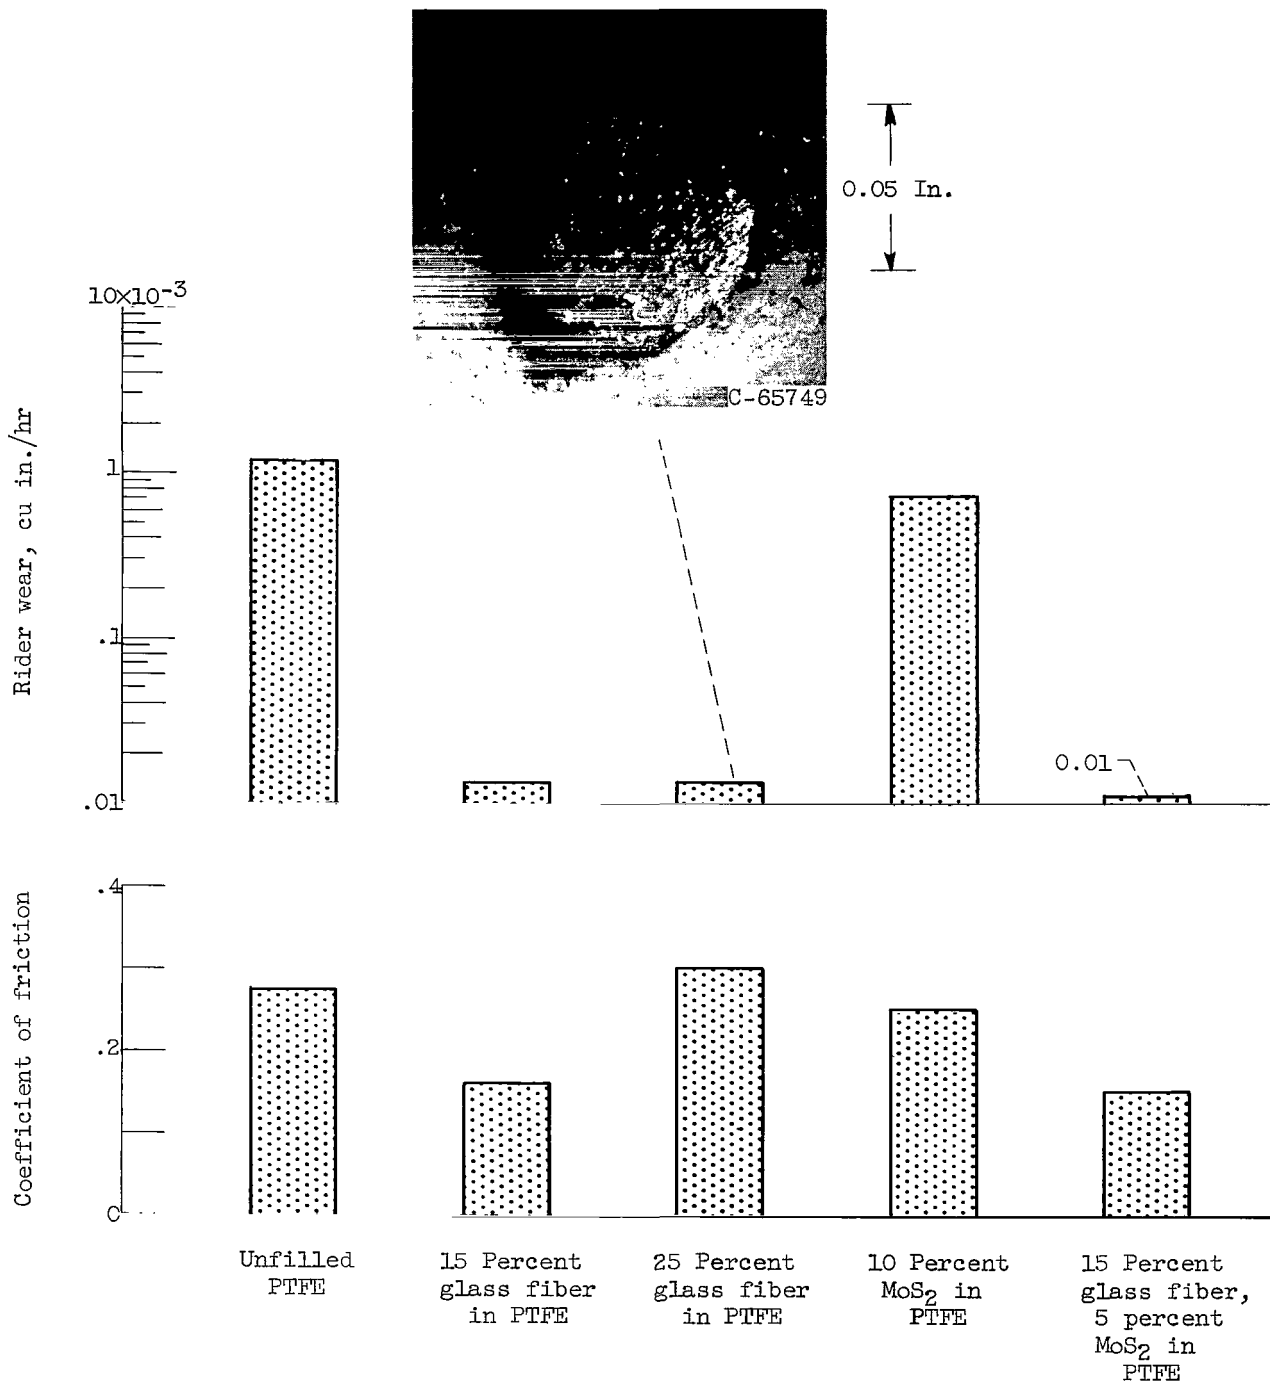 0.05 In.
C-65749
10×10⁻³
1
.1
.01
Rider wear, cu in./hr
0.01
.4
.2
0
Coefficient of friction
Unfilled
PTFE
15 Percent
glass fiber
in PTFE
25 Percent
glass fiber
in PTFE
10 Percent
MoS₂ in
PTFE
15 Percent
glass fiber,
5 percent
MoS₂ in
PTFE